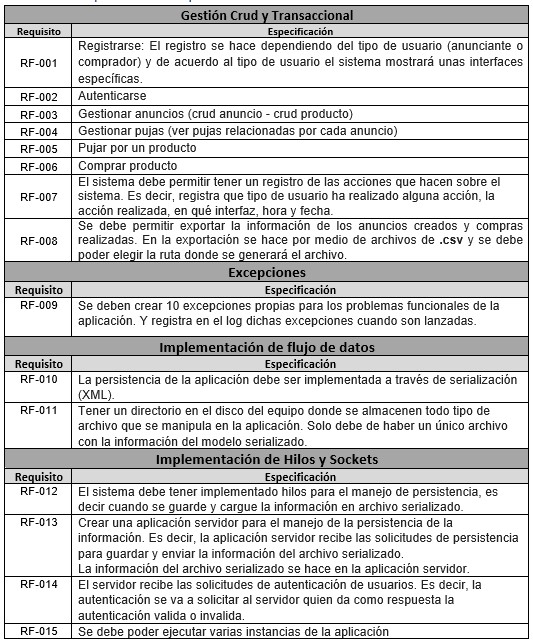 Gestión Crud y Transaccional
Requisito Especificación
RF-001 Registrarse: El registro se hace dependiendo del tipo de usuario (anunciante o
comprador) y de acuerdo al tipo de usuario el sistema mostrará unas interfaces
específicas.
RF-002 Autenticarse
RF-003 Gestionar anuncios (crud anuncio - crud producto)
RF-004 Gestionar pujas (ver pujas relacionadas por cada anuncio)
RF-005 Pujar por un producto
RF-006 Comprar producto
RF-007 El sistema debe permitir tener un registro de las acciones que hacen sobre el
sistema. Es decir, registra que tipo de usuario ha realizado alguna acción, la
acción realizada, en qué interfaz, hora y fecha.
RF-008 Se debe permitir exportar la información de los anuncios creados y compras
realizadas. En la exportación se hace por medio de archivos de .csv y se debe
poder elegir la ruta donde se generará el archivo.
Excepciones
Requisito Especificación
RF-009 Se deben crear 10 excepciones propias para los problemas funcionales de la
aplicación. Y registra en el log dichas excepciones cuando son lanzadas.
Implementación de flujo de datos
Requisito Especificación
RF-010 La persistencia de la aplicación debe ser implementada a través de serialización
(XML).
RF-011 Tener un directorio en el disco del equipo donde se almacenen todo tipo de
archivo que se manipula en la aplicación. Solo debe de haber un único archivo
con la información del modelo serializado.
Implementación de Hilos y Sockets
Requisito Especificación
RF-012 El sistema debe tener implementado hilos para el manejo de persistencia, es
decir cuando se guarde y cargue la información en archivo serializado.
RF-013 Crear una aplicación servidor para el manejo de la persistencia de la
información. Es decir, la aplicación servidor recibe las solicitudes de persistencia
para guardar y enviar la información del archivo serializado.
La información del archivo serializado se hace en la aplicación servidor.
RF-014 El servidor recibe las solicitudes de autenticación de usuarios. Es decir, la
autenticación se va a solicitar al servidor quien da como respuesta la
autenticación valida o invalida.
RF-015 Se debe poder ejecutar varias instancias de la aplicación